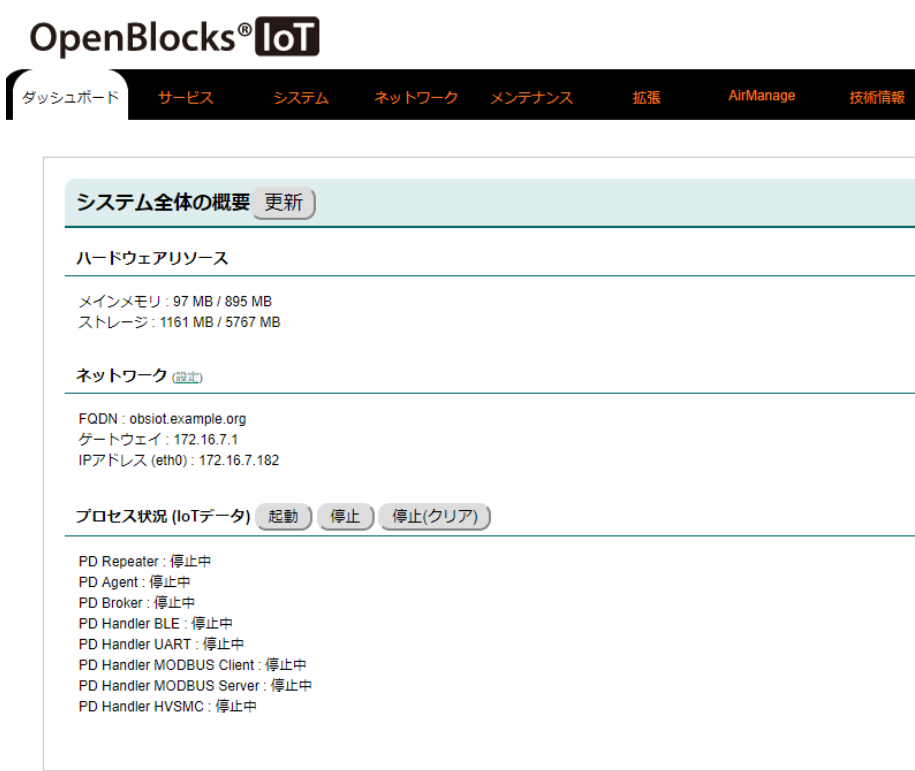 OpenBlocks® IoT
ダッシュボード サービス システム ネットワーク メンテナンス 拡張 AirManage 技術情報
システム全体の概要 更新
ハードウェアリソース
メインメモリ : 97 MB / 895 MB
ストレージ : 1161 MB / 5767 MB
ネットワーク (設定)
FQDN : obsiot.example.org
ゲートウェイ : 172.16.7.1
IPアドレス (eth0) : 172.16.7.182
プロセス状況 (IoTデータ) 起動 停止 停止(クリア)
PD Repeater : 停止中
PD Agent : 停止中
PD Broker : 停止中
PD Handler BLE : 停止中
PD Handler UART : 停止中
PD Handler MODBUS Client : 停止中
PD Handler MODBUS Server : 停止中
PD Handler HVSMC : 停止中